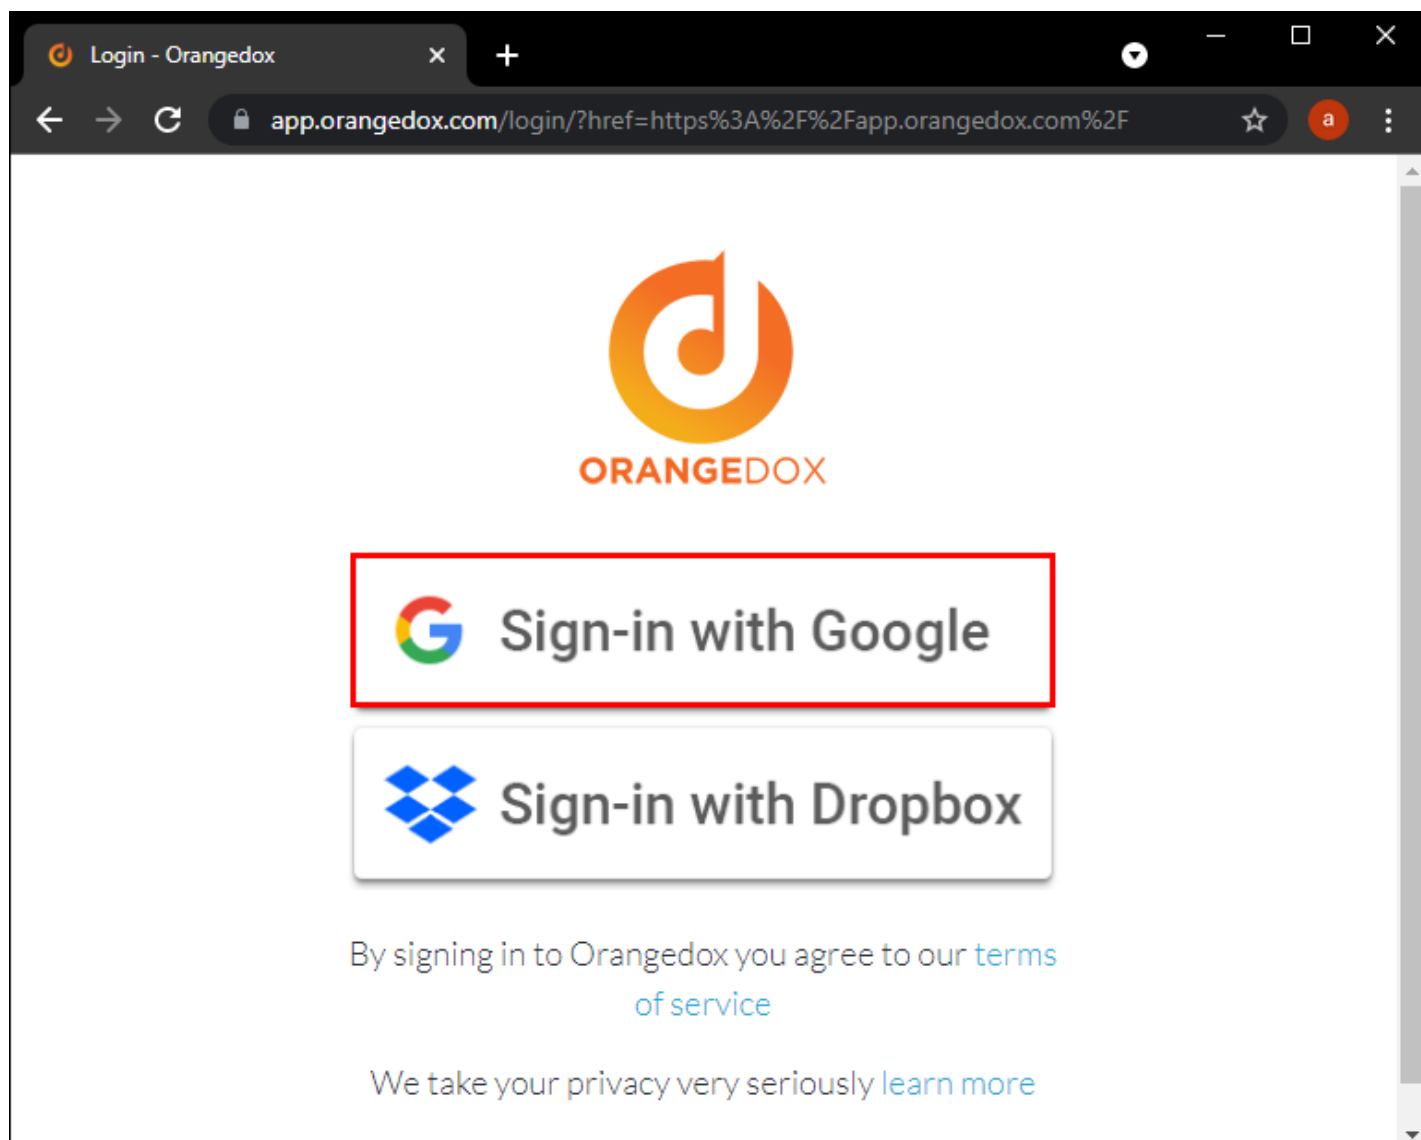 Login - Orangedox
app.orangedox.com/login/?href=https%3A%2F%2Fapp.orangedox.com%2F
a
ORANGEDOX
Sign-in with Google
Sign-in with Dropbox
By signing in to Orangedox you agree to our terms
of service
We take your privacy very seriously learn more